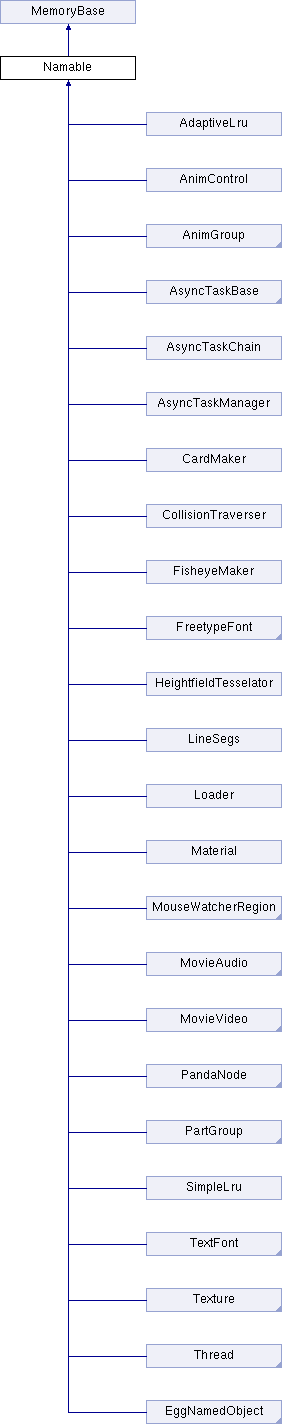 MemoryBase
Namable
AdaptiveLru
AnimControl
AnimGroup
AsyncTaskBase
AsyncTaskChain
AsyncTaskManager
CardMaker
CollisionTraverser
FisheyeMaker
FreetypeFont
HeightfieldTesselator
LineSegs
Loader
Material
MouseWatcherRegion
MovieAudio
MovieVideo
PandaNode
PartGroup
SimpleLru
TextFont
Texture
Thread
EggNamedObject